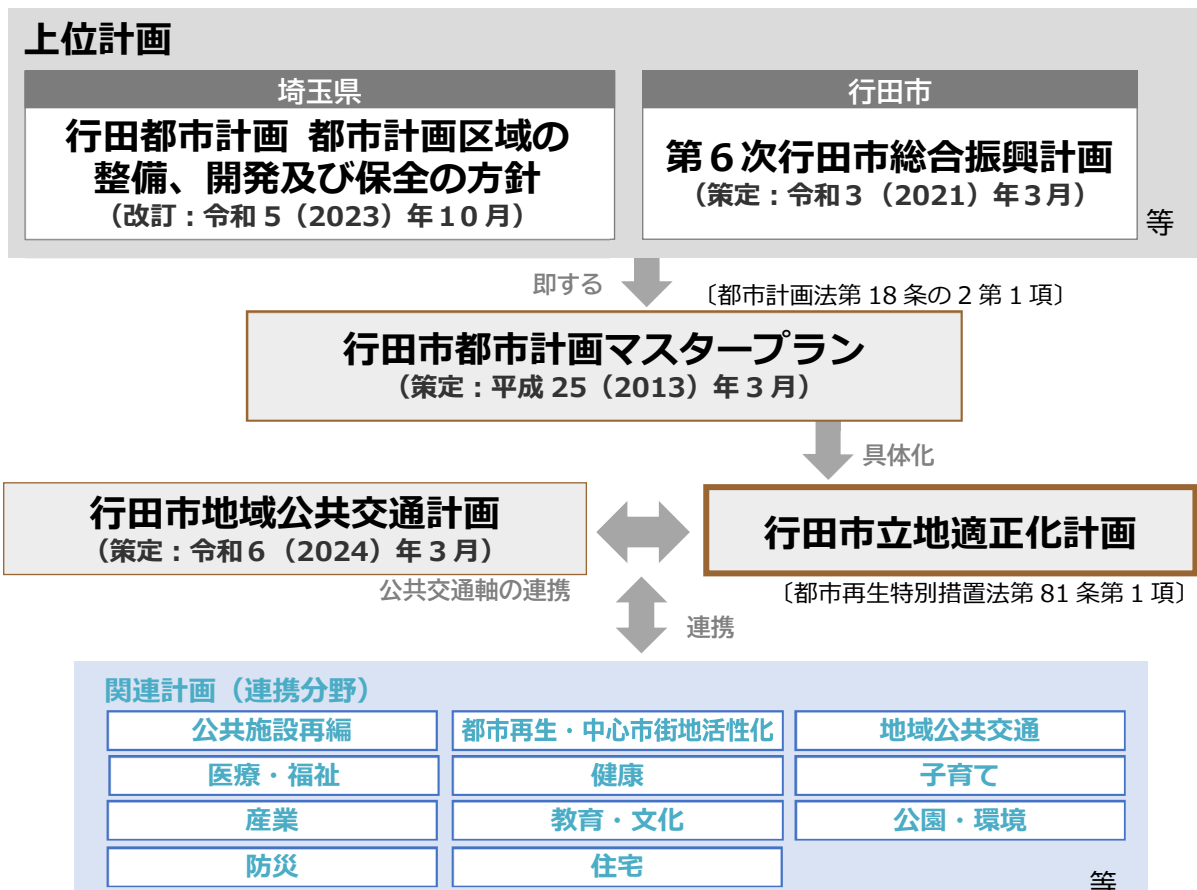 上位計画
埼玉県
行田都市計画 都市計画区域の
整備、開発及び保全の方針
（改訂：令和５（2023）年１０月）
行田市
第６次行田市総合振興計画
（策定：令和３（2021）年３月）
等
即する
〔都市計画法第 18 条の 2 第 1 項〕
行田市都市計画マスタープラン
（策定：平成 25（2013）年 3 月）
具体化
行田市地域公共交通計画
（策定：令和６（2024）年３月）
公共交通軸の連携
行田市立地適正化計画
〔都市再生特別措置法第 81 条第 1 項〕
連携
関連計画（連携分野）
公共施設再編
都市再生・中心市街地活性化
地域公共交通
医療・福祉
健康
子育て
産業
教育・文化
公園・環境
防災
住宅
等